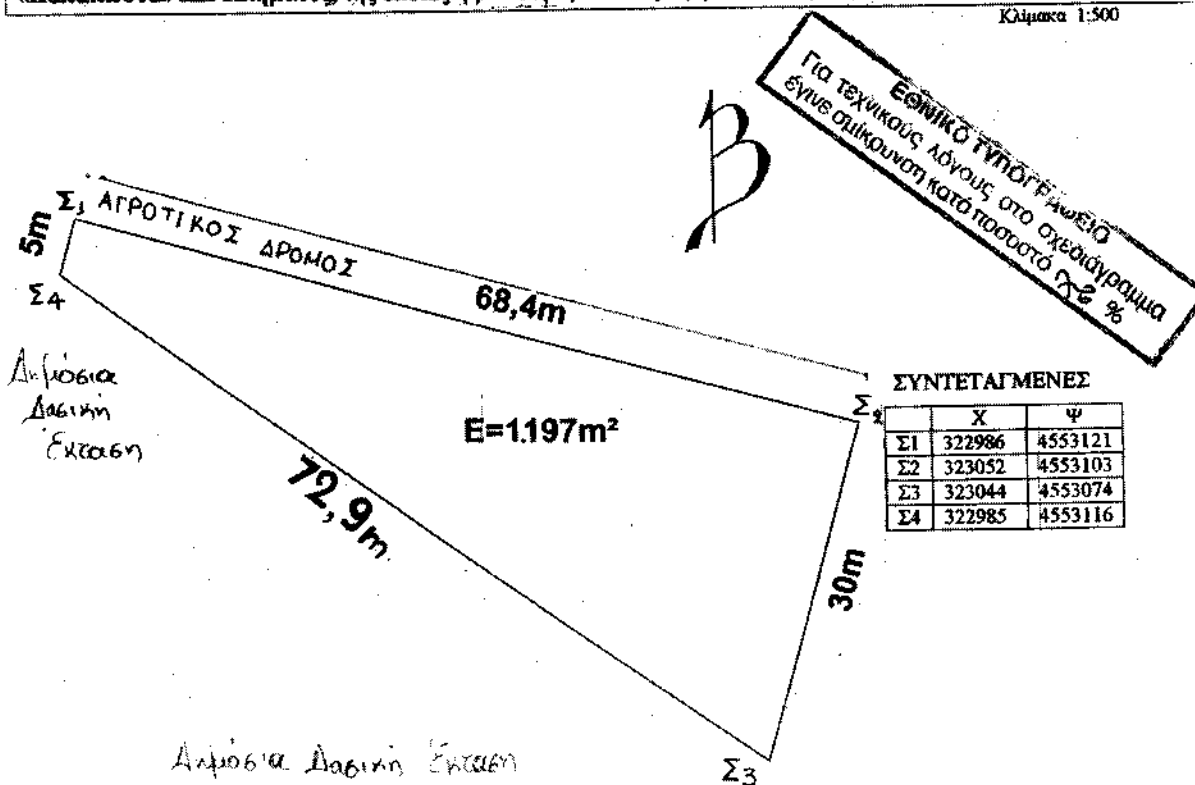 Κλίμακα 1:500
ΕΘΝΙΚΟ ΤΥΠΟΓΡΑΦΕΙΟ
Για τεχνικούς λόγους στο σχεδιάγραμμα
έγινε σμίκρυνση κατά ποσοστό %
Β
Σ1 ΑΓΡΟΤΙΚΟΣ ΔΡΟΜΟΣ
5m
68,4m
Σ4
Δημόσια
Δασική
Έκταση
Σ2
E=1197m²
72,9m
30m
ΣΥΝΤΕΤΑΓΜΕΝΕΣ
Χ Ψ
Σ1 322986 4553121
Σ2 323052 4553103
Σ3 323044 4553074
Σ4 322985 4553116
Δημόσια Δασική Έκταση
Σ3